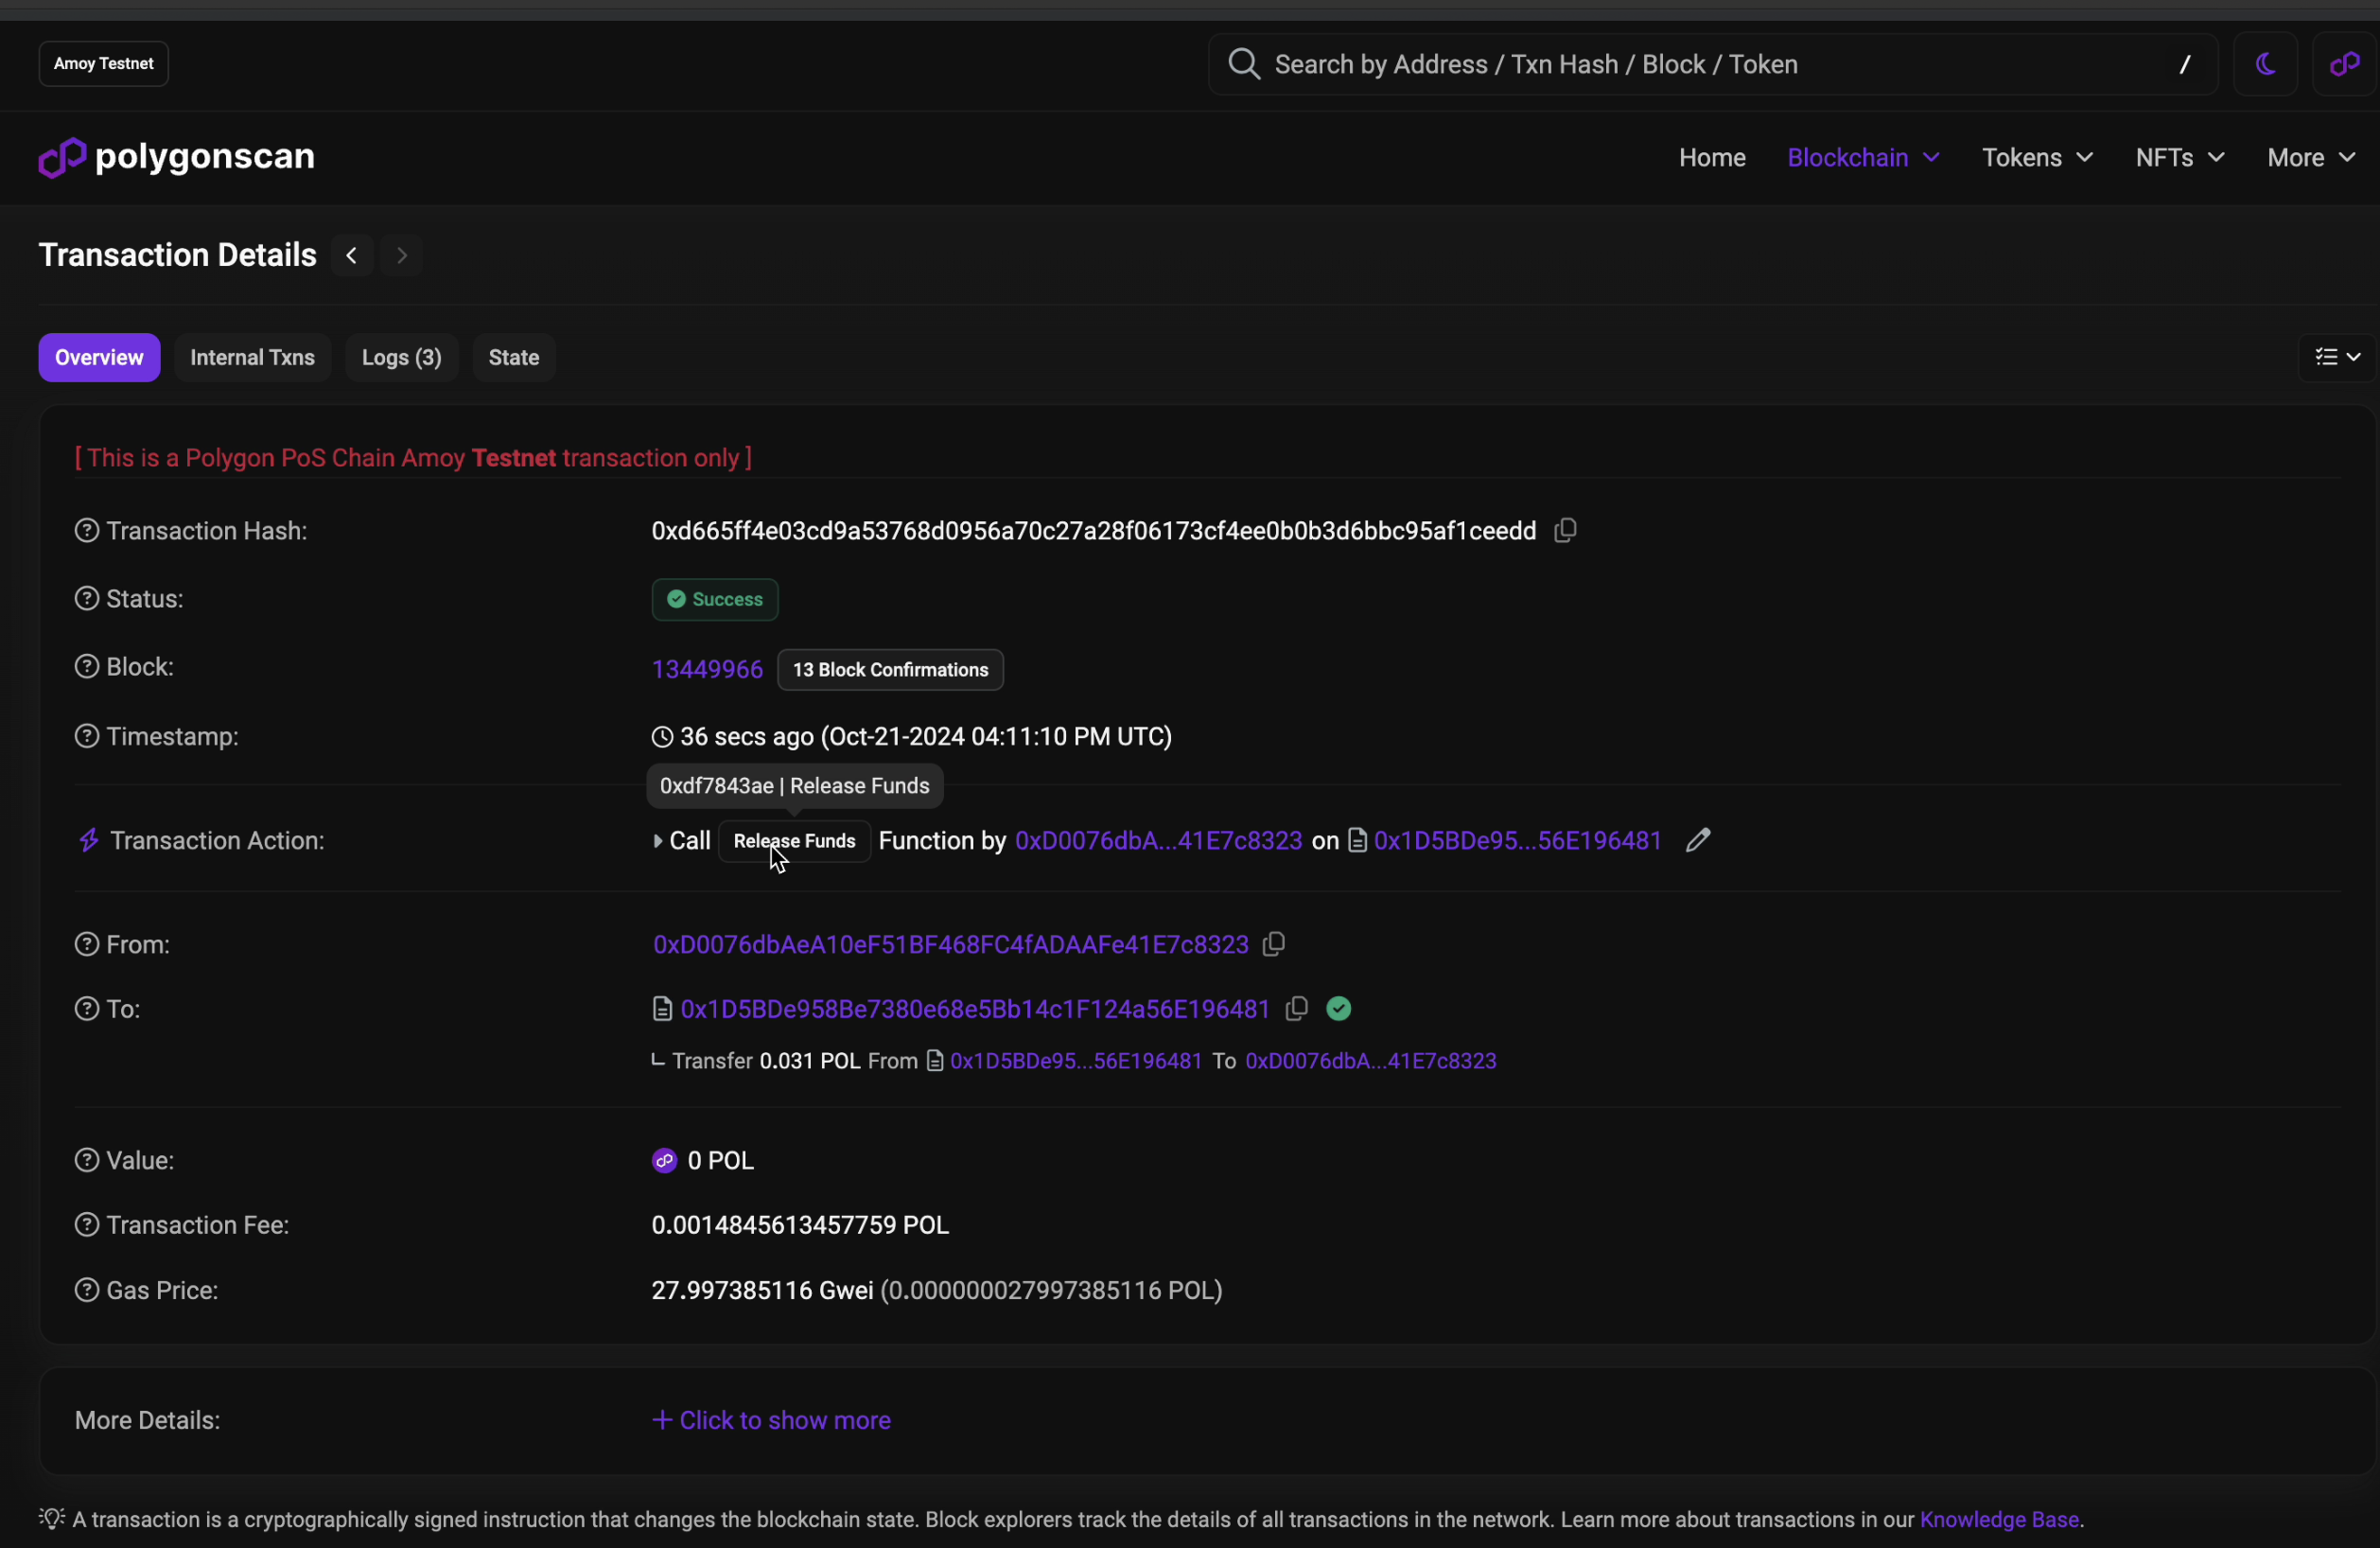 Amoy Testnet
Search by Address / Txn Hash / Block / Token /
polygonscan
Home Blockchain Tokens NFTs More
Transaction Details
Overview Internal Txns Logs (3) State
[ This is a Polygon PoS Chain Amoy Testnet transaction only ]
Transaction Hash: 0xd665ff4e03cd9a53768d0956a70c27a28f06173cf4ee0b0b3d6bbc95af1ceedd
Status: Success
Block: 13449966 13 Block Confirmations
Timestamp: 36 secs ago (Oct-21-2024 04:11:10 PM UTC)
0xdf7843ae | Release Funds
Transaction Action: Call Release Funds Function by 0xD0076dbA...41E7c8323 on 0x1D5BDe95...56E196481
From: 0xD0076dbAeA10eF51BF468FC4fADAAFe41E7c8323
To: 0x1D5BDe958Be7380e68e5Bb14c1F124a56E196481
Transfer 0.031 POL From 0x1D5BDe95...56E196481 To 0xD0076dbA...41E7c8323
Value: 0 POL
Transaction Fee: 0.0014845613457759 POL
Gas Price: 27.997385116 Gwei (0.000000027997385116 POL)
More Details: + Click to show more
A transaction is a cryptographically signed instruction that changes the blockchain state. Block explorers track the details of all transactions in the network. Learn more about transactions in our Knowledge Base.